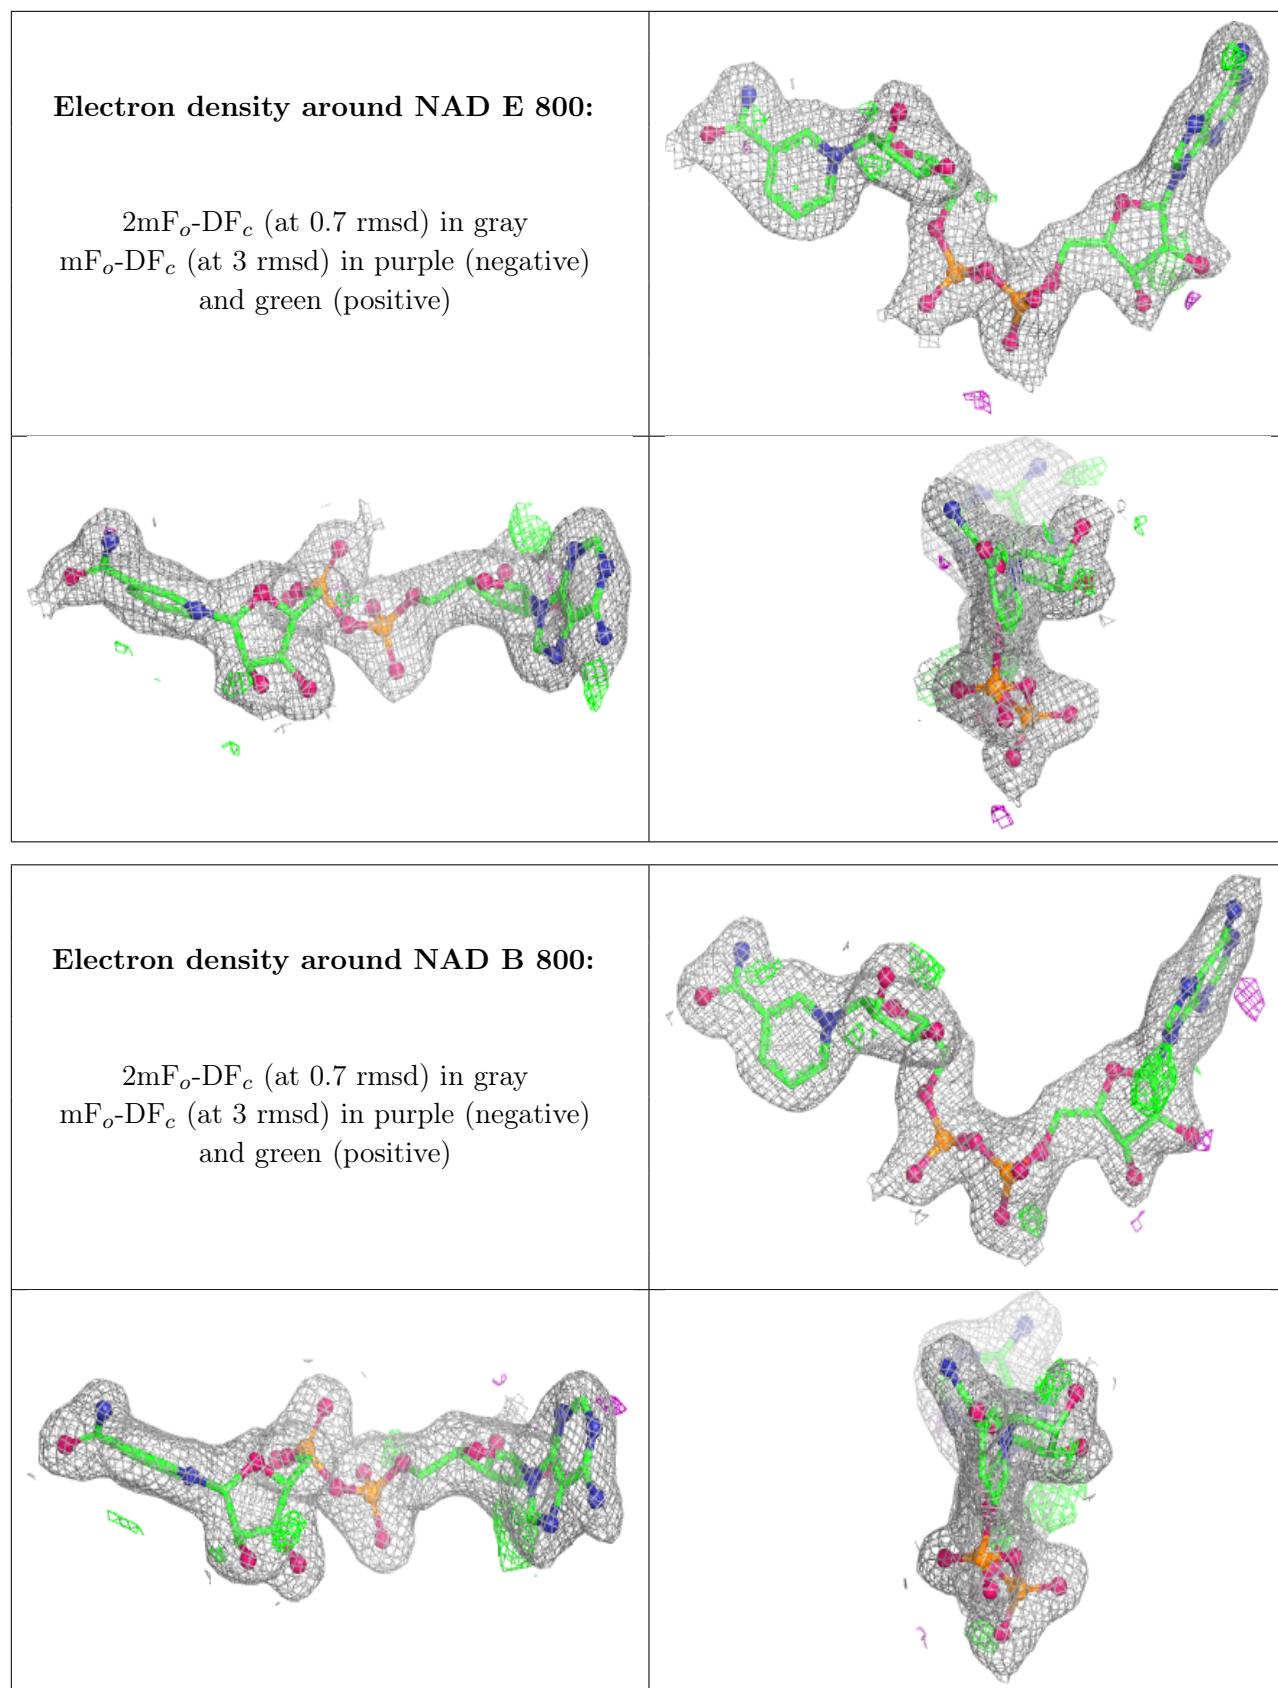 Electron density around NAD E 800:
2mFo-DFc (at 0.7 rmsd) in gray
mFo-DFc (at 3 rmsd) in purple (negative)
and green (positive)
Electron density around NAD B 800:
2mFo-DFc (at 0.7 rmsd) in gray
mFo-DFc (at 3 rmsd) in purple (negative)
and green (positive)